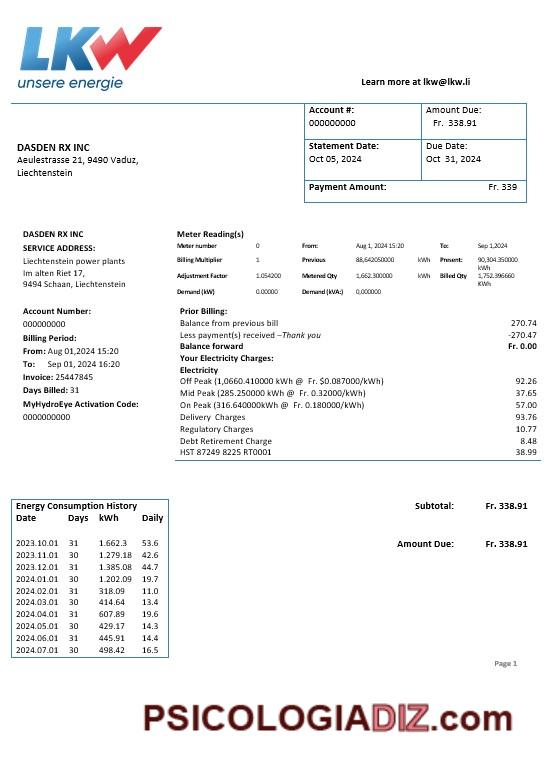 LKW
unsere energie
Learn more at lkw@lkw.li
Account #:
000000000
Amount Due:
Fr. 338.91
DASDEN RX INC
Aeulestrasse 21, 9490 Vaduz,
Liechtenstein
Statement Date:
Oct 05, 2024
Due Date:
Oct 31, 2024
Payment Amount: Fr. 339
DASDEN RX INC
SERVICE ADDRESS:
Liechtenstein power plants
Im alten Riet 17,
9494 Schaan, Liechtenstein
Meter Reading(s)
Meter number 0 From: Aug 1, 2024 15:20 To: Sep 1,2024
Billing Multiplier 1 Previous 88,642050000 kWh Present: 90,304.350000 kWh
Adjustment Factor 1.054200 Metered Qty 1,662.300000 kWh Billed Qty 1,752.396660 KWh
Demand (kW) 0.00000 Demand (kVA:) 0,000000
Account Number:
000000000
Billing Period:
From: Aug 01,2024 15:20
To: Sep 01, 2024 16:20
Invoice: 25447845
Days Billed: 31
MyHydroEye Activation Code:
0000000000
Prior Billing:
Balance from previous bill 270.74
Less payment(s) received –Thank you -270.47
Balance forward Fr. 0.00
Your Electricity Charges:
Electricity
Off Peak (1,0660.410000 kWh @ Fr. $0.087000/kWh) 92.26
Mid Peak (285.250000 kWh @ Fr. 0.32000/kWh) 37.65
On Peak (316.640000kWh @ Fr. 0.180000/kWh) 57.00
Delivery Charges 93.76
Regulatory Charges 10.77
Debt Retirement Charge 8.48
HST 87249 8225 RT0001 38.99
Energy Consumption History
Date Days kWh Daily
2023.10.01 31 1.662.3 53.6
2023.11.01 30 1.279.18 42.6
2023.12.01 31 1.385.08 44.7
2024.01.01 30 1.202.09 19.7
2024.02.01 31 318.09 11.0
2024.03.01 30 414.64 13.4
2024.04.01 31 607.89 19.6
2024.05.01 30 429.17 14.3
2024.06.01 31 445.91 14.4
2024.07.01 30 498.42 16.5
Subtotal: Fr. 338.91
Amount Due: Fr. 338.91
Page 1
PSICOLOGIADIZ.com